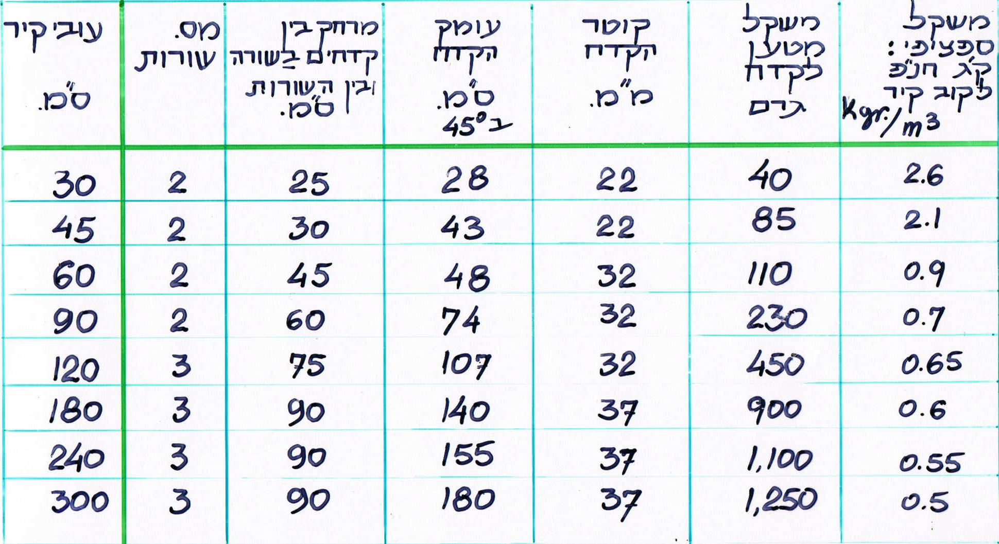 עובי קיר
ס"מ.
מס.
שורות
מרחק בין
קדחים בשורה
ובין השורות
ס"מ.
עומק
הקדח
ס"מ.
ב-45°
קוטר
הקדח
מ"מ.
משקל
מטען
לקדח
גרם
משקל
ספציפי:
ק"ג חנ"פ
לקוב קיר
Kgr./m3
30 2 25 28 22 40 2.6
45 2 30 43 22 85 2.1
60 2 45 48 32 110 0.9
90 2 60 74 32 230 0.7
120 3 75 107 32 450 0.65
180 3 90 140 37 900 0.6
240 3 90 155 37 1,100 0.55
300 3 90 180 37 1,250 0.5